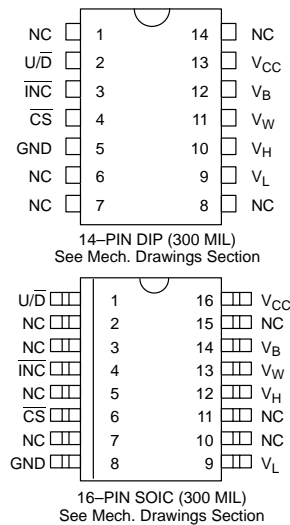 NC 1 14 NC
U/D̅ 2 13 VCC
I̅N̅C̅ 3 12 VB
C̅S̅ 4 11 VW
GND 5 10 VH
NC 6 9 VL
NC 7 8 NC
14–PIN DIP (300 MIL)
See Mech. Drawings Section
U/D̅ 1 16 VCC
NC 2 15 NC
NC 3 14 VB
I̅N̅C̅ 4 13 VW
NC 5 12 VH
C̅S̅ 6 11 NC
NC 7 10 NC
GND 8 9 VL
16–PIN SOIC (300 MIL)
See Mech. Drawings Section